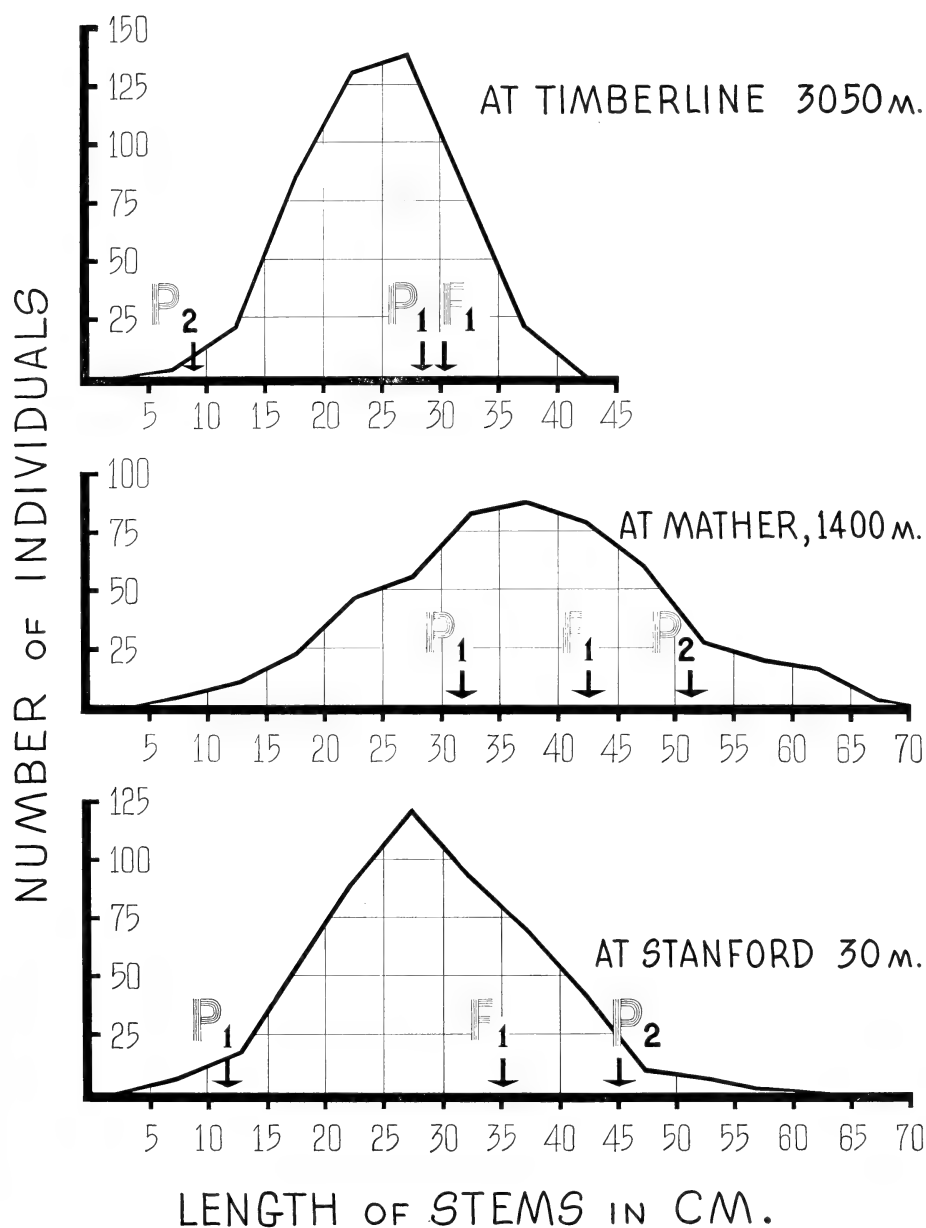 NUMBER OF INDIVIDUALS
150
AT TIMBERLINE 3050 M.
125
100
75
50
25
P2 P1 F1
5 10 15 20 25 30 35 40 45
100
AT MATHER, 1400 M.
75
50
25
P1 F1 P2
5 10 15 20 25 30 35 40 45 50 55 60 65 70
125
100
75
AT STANFORD 30 M.
50
25
P1 F1 P2
5 10 15 20 25 30 35 40 45 50 55 60 65 70
LENGTH OF STEMS IN CM.